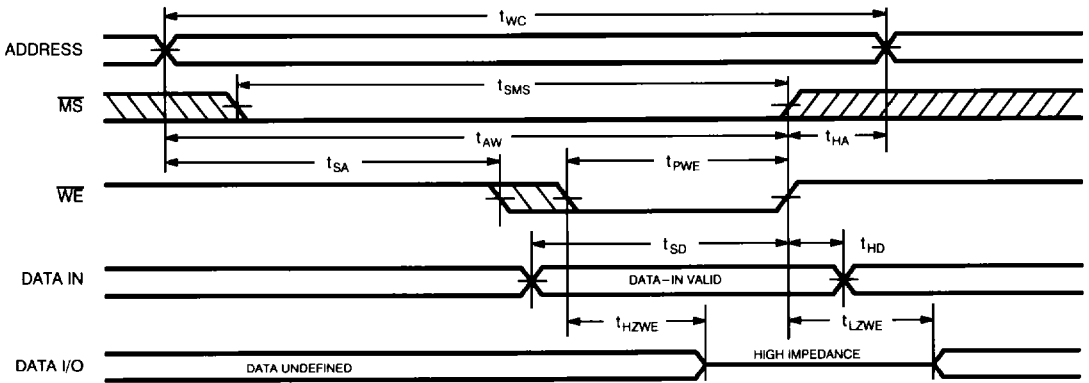 tWC
ADDRESS
tSMS
MS
tAW
tHA
tSA
tPWE
WE
tSD
tHD
DATA IN
DATA–IN VALID
tHZWE
tLZWE
DATA I/O
DATA UNDEFINED
HIGH IMPEDANCE